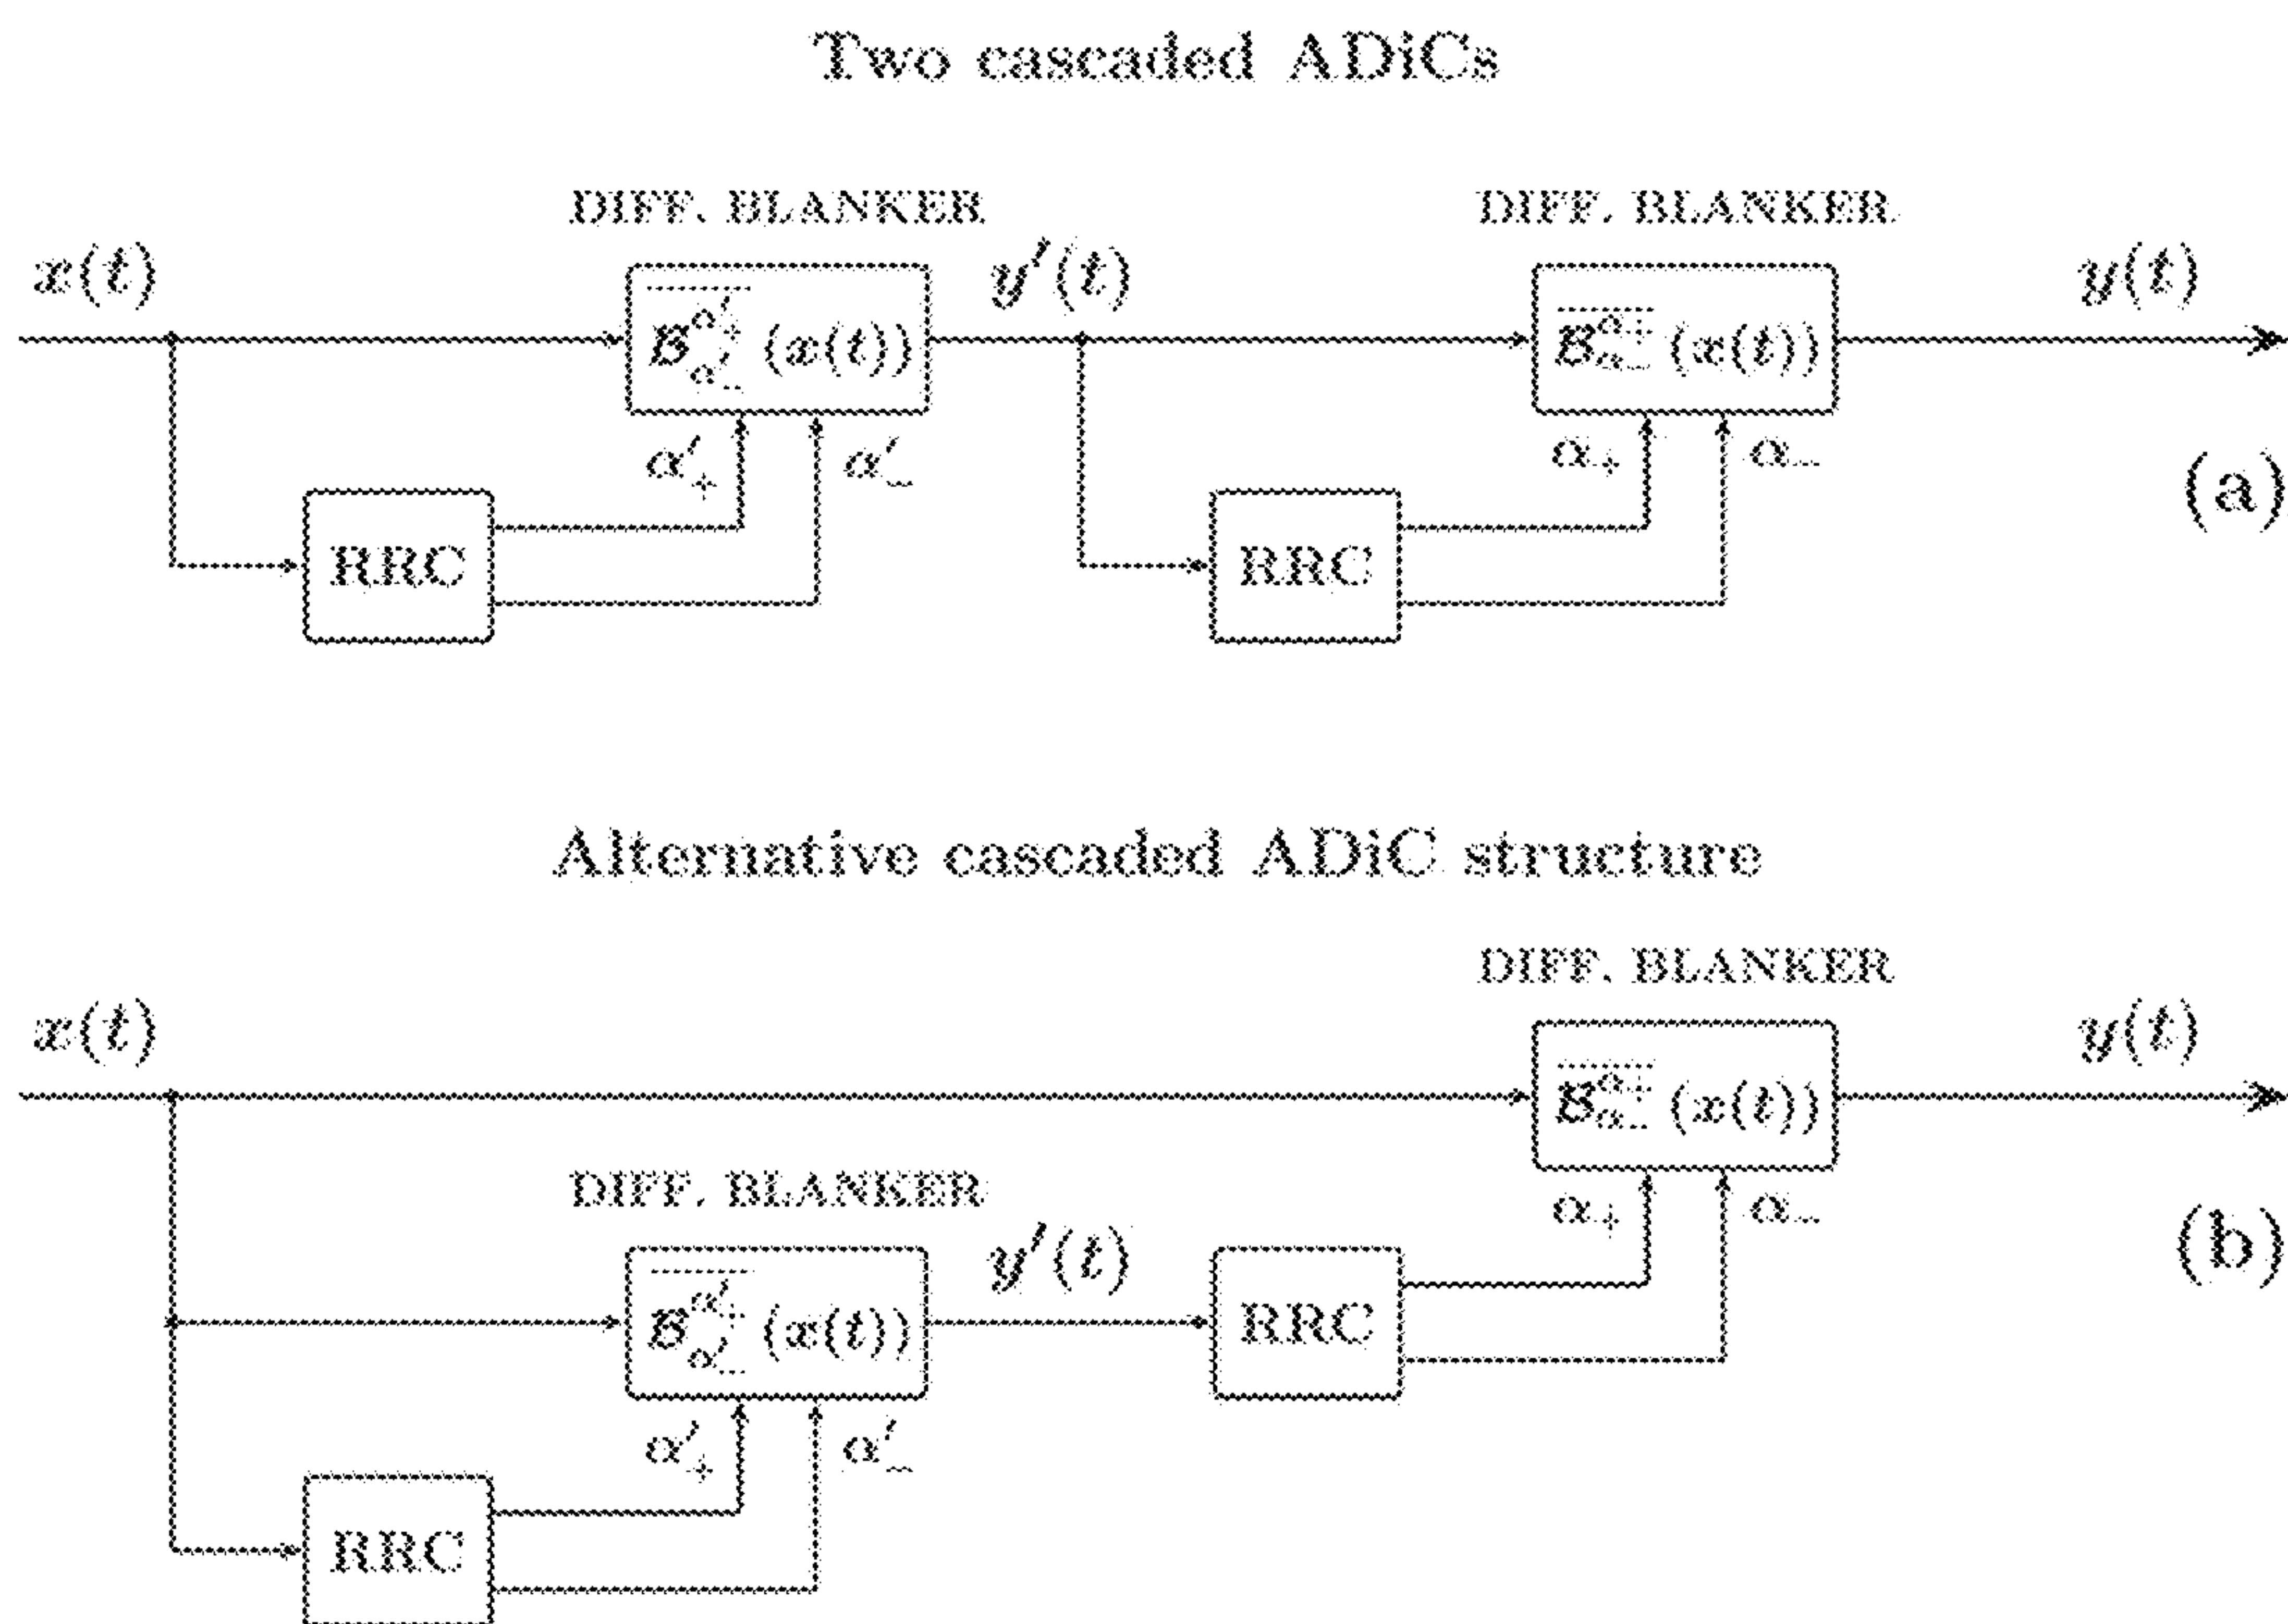 Two cascaded ADiCs
DIFF. BLANKER DIFF. BLANKER
x(t) y′(t) y(t)
ℬ^{α′₊}_{α′₋} (x(t)) ℬ^{α₊}_{α₋} (x(t))
α′₊ α′₋ α₊ α₋
(a)
RRC RRC
Alternative cascaded ADiC structure
DIFF. BLANKER
x(t) y(t)
ℬ^{α₊}_{α₋} (x(t))
DIFF. BLANKER
α₊ α₋
(b)
y′(t)
ℬ^{α′₊}_{α′₋} (x(t)) RRC
α′₊ α′₋
RRC